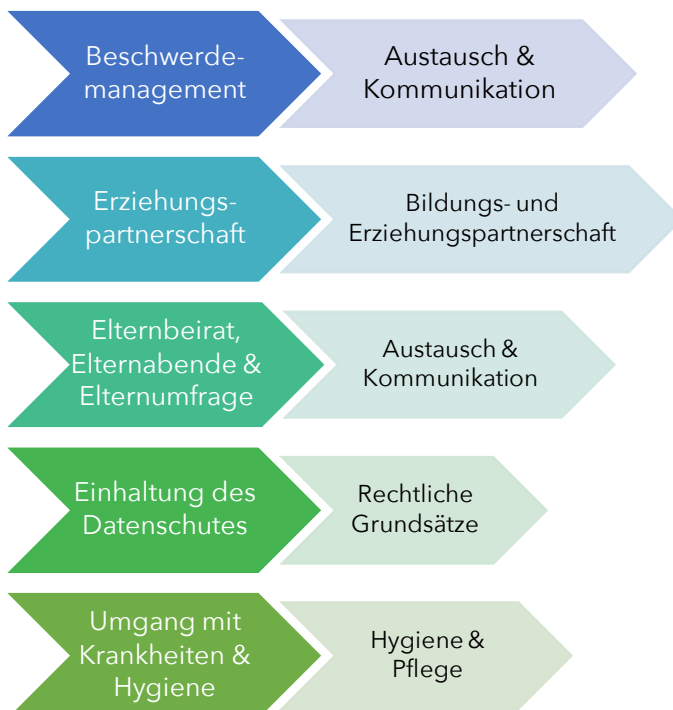 Beschwerde-
management
Austausch &
Kommunikation
Erziehungs-
partnerschaft
Bildungs- und
Erziehungspartnerschaft
Elternbeirat,
Elternabende &
Elternumfrage
Austausch &
Kommunikation
Einhaltung des
Datenschutes
Rechtliche
Grundsätze
Umgang mit
Krankheiten &
Hygiene
Hygiene &
Pflege